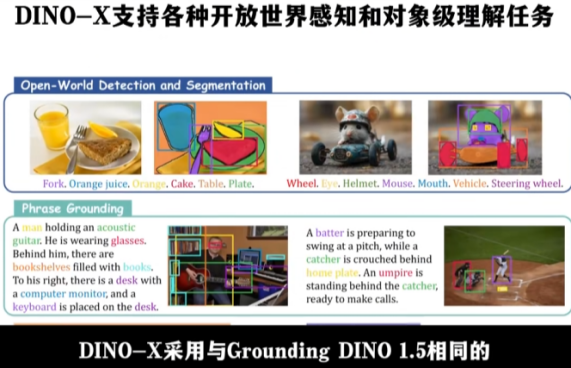 DINO-X支持各种开放世界感知和对象级理解任务
Open-World Detection and Segmentation
Fork. Orange juice. Orange. Cake. Table. Plate.
Wheel. Eye. Helmet. Mouse. Mouth. Vehicle. Steering wheel.
Phrase Grounding
A man holding an acoustic
guitar. He is wearing glasses.
Behind him, there are
bookshelves filled with books.
To his right, there is a desk with
a computer monitor, and a
keyboard is placed on the desk.
A batter is preparing to
swing at a pitch, while a
catcher is crouched behind
home plate. An umpire is
standing behind the catcher,
ready to make calls.
DINO-X采用与Grounding DINO 1.5相同的